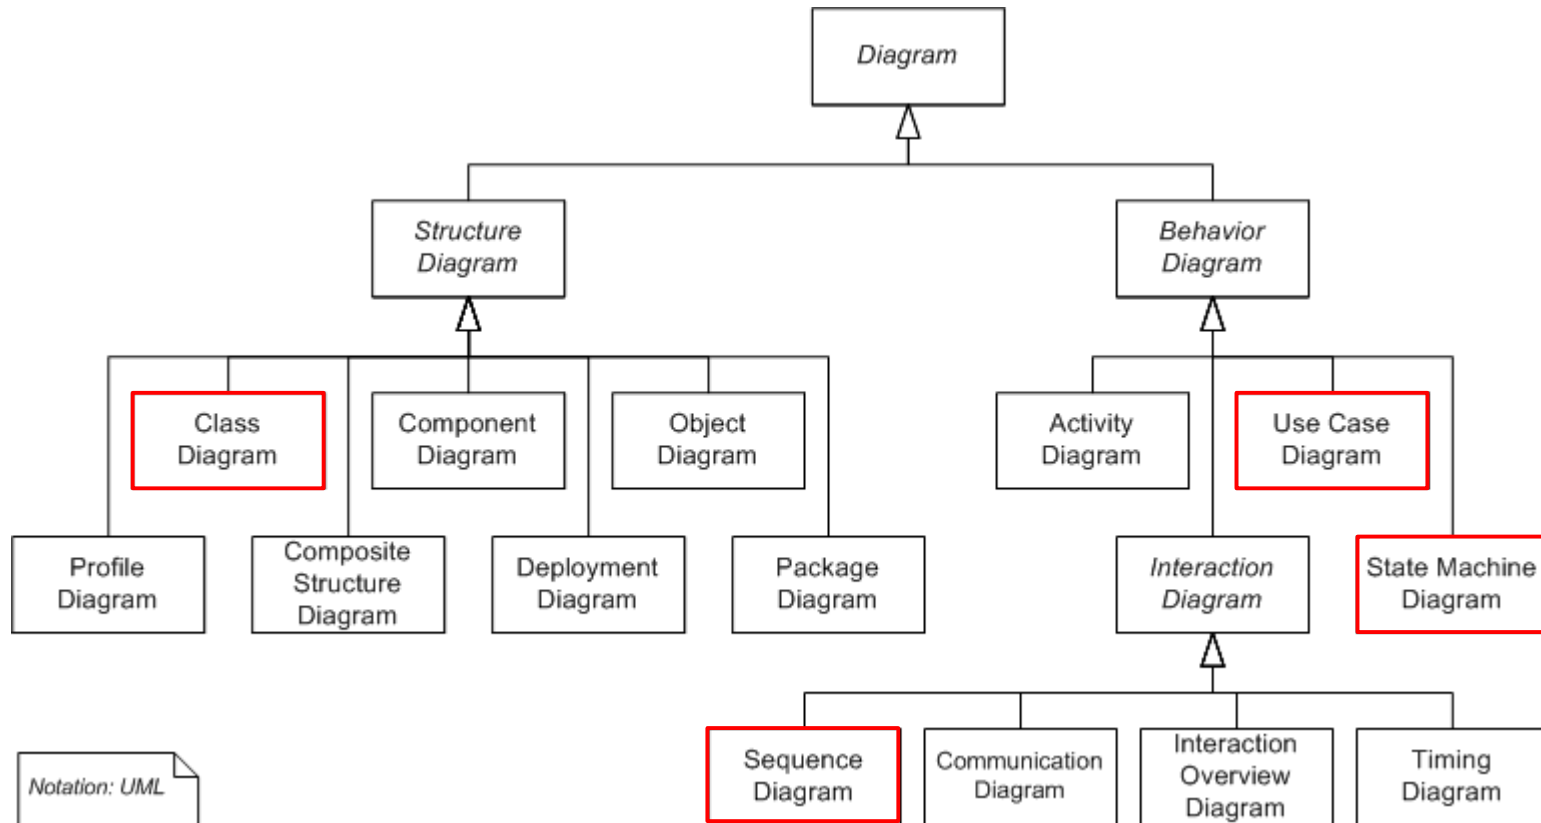 Diagram
Structure
Diagram
Behavior
Diagram
Class
Diagram
Component
Diagram
Object
Diagram
Activity
Diagram
Use Case
Diagram
Profile
Diagram
Composite
Structure
Diagram
Deployment
Diagram
Package
Diagram
Interaction
Diagram
State Machine
Diagram
Sequence
Diagram
Communication
Diagram
Interaction
Overview
Diagram
Timing
Diagram
Notation: UML